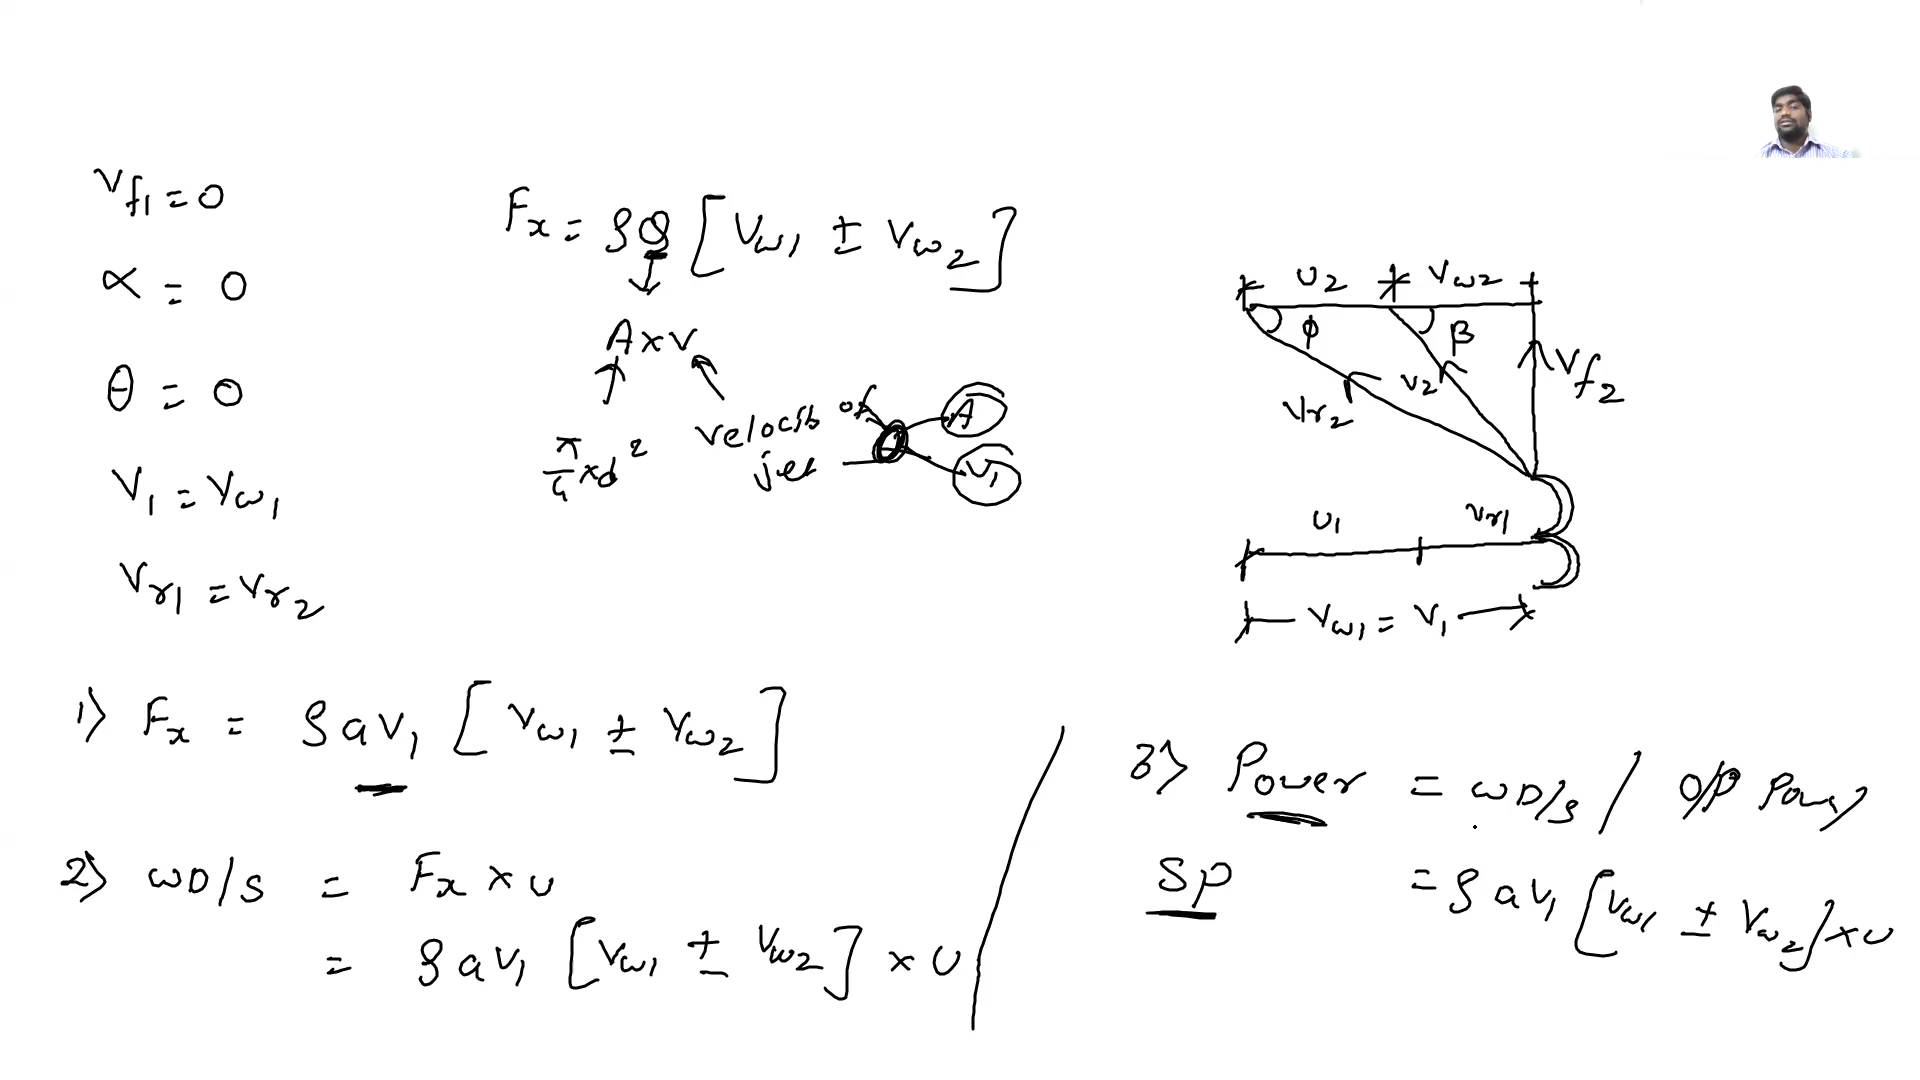 Vf1 = 0
α = 0
θ = 0
V1 = Vw1
Vr1 = Vr2
Fx = ρQ [Vw1 ± Vw2]
A × V
π/4 × d²
velocity of
jet
A
V1
U2
Vw2
φ
β
Vf2
V2
Vr2
U1
Vr1
Vw1 = V1
1) Fx = ρaV1 [Vw1 ± Vw2]
2) WD/S = Fx × U
= ρaV1 [Vw1 ± Vw2] × U
3) Power = WD/S / O/P Power
SP = ρaV1 [Vw1 ± Vw2] × U